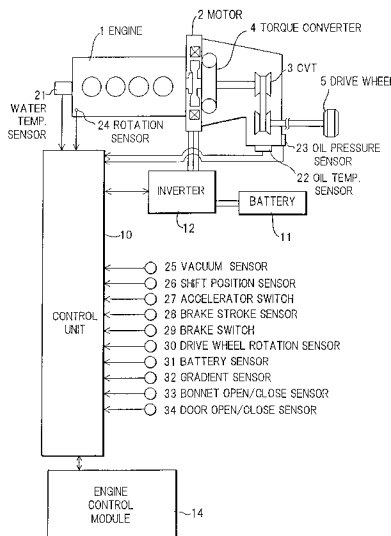 2 MOTOR
1 ENGINE
4 TORQUE CONVERTER
3 CVT
5 DRIVE WHEEL
21
WATER
TEMP.
SENSOR
24 ROTATION
SENSOR
23 OIL PRESSURE
SENSOR
22 OIL TEMP.
SENSOR
INVERTER
12
BATTERY
11
10
CONTROL
UNIT
25 VACUUM SENSOR
26 SHIFT POSITION SENSOR
27 ACCELERATOR SWITCH
28 BRAKE STROKE SENSOR
29 BRAKE SWITCH
30 DRIVE WHEEL ROTATION SENSOR
31 BATTERY SENSOR
32 GRADIENT SENSOR
33 BONNET OPEN/CLOSE SENSOR
34 DOOR OPEN/CLOSE SENSOR
ENGINE
CONTROL
MODULE
14